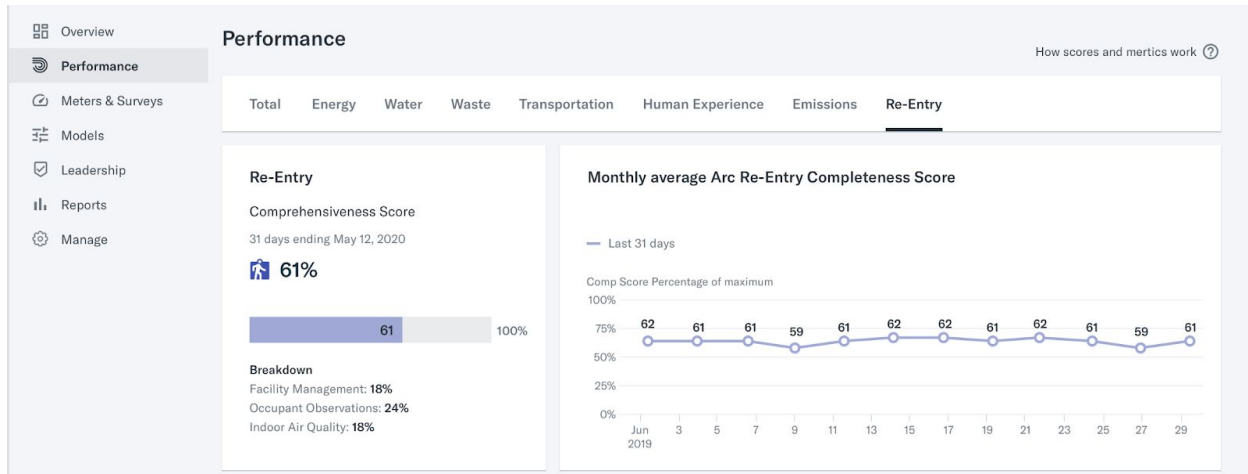 Overview
Performance
Meters & Surveys
Models
Leadership
Reports
Manage
Performance
How scores and mertics work ?
Total Energy Water Waste Transportation Human Experience Emissions Re-Entry
Re-Entry
Comprehensiveness Score
31 days ending May 12, 2020
61%
61 100%
Breakdown
Facility Management: 18%
Occupant Observations: 24%
Indoor Air Quality: 18%
Monthly average Arc Re-Entry Completeness Score
Last 31 days
Comp Score Percentage of maximum
100%
75%
50%
25%
0%
62 61 61 59 61 62 62 61 62 61 59 61
Jun 3 5 7 9 11 13 15 17 19 21 23 25 27 29
2019